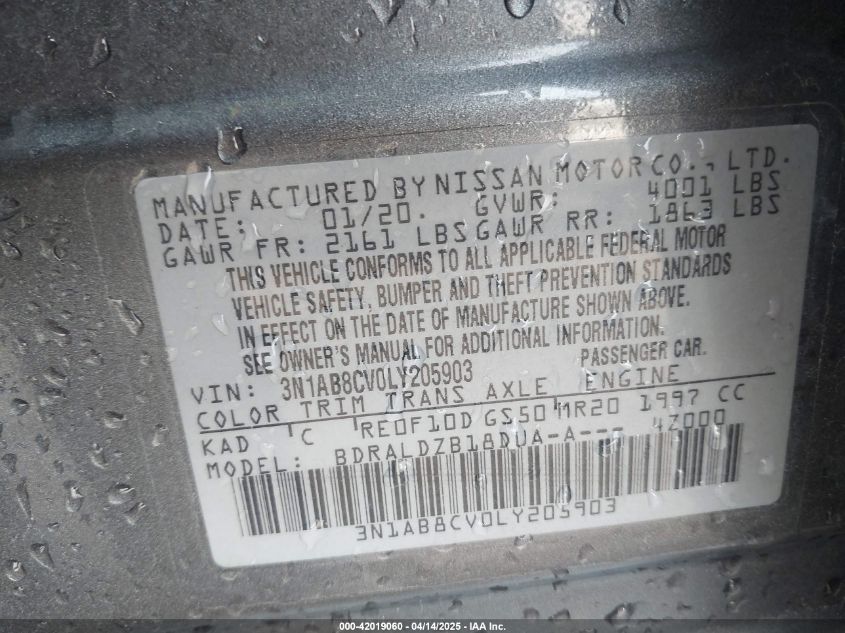 MANUFACTURED BY NISSAN MOTOR CO., LTD.
DATE: 01/20. GVWR: 4001 LBS
GAWR FR: 2161 LBS GAWR RR: 1863 LBS
THIS VEHICLE CONFORMS TO ALL APPLICABLE FEDERAL MOTOR
VEHICLE SAFETY, BUMPER AND THEFT PREVENTION STANDARDS
IN EFFECT ON THE DATE OF MANUFACTURE SHOWN ABOVE.
SEE OWNER'S MANUAL FOR ADDITIONAL INFORMATION.
VIN: 3N1AB8CV0LY205903 PASSENGER CAR.
COLOR TRIM TRANS AXLE ENGINE
KAD C RE0F10D GS50 MR20 1997 CC
MODEL: BDRALDZB18DUA-A--- 4Z000
3N1AB8CV0LY205903
000-42019060 - 04/14/2025 - IAA Inc.